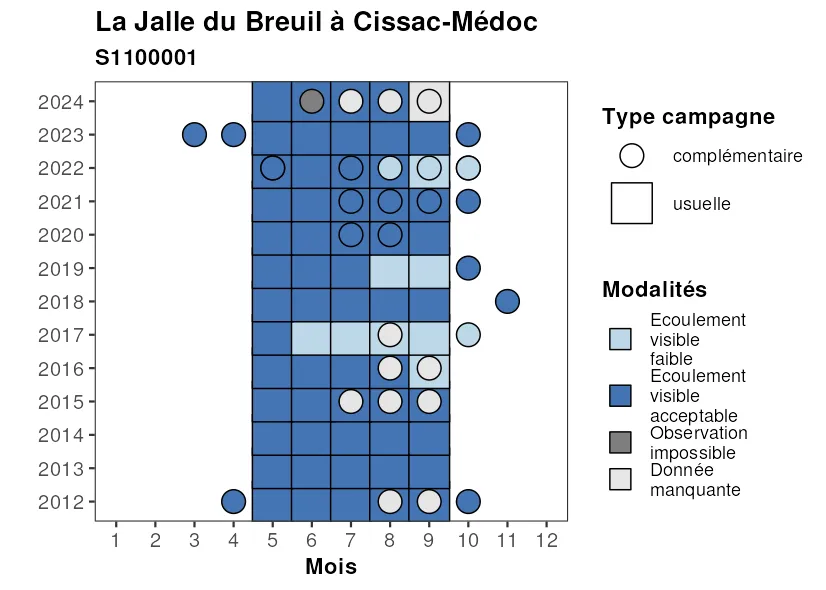 La Jalle du Breuil à Cissac-Médoc
S1100001
2024
2023
2022
2021
2020
2019
2018
2017
2016
2015
2014
2013
2012
1 2 3 4 5 6 7 8 9 10 11 12
Mois
Type campagne
complémentaire
usuelle
Modalités
Ecoulement
visible
faible
Ecoulement
visible
acceptable
Observation
impossible
Donnée
manquante